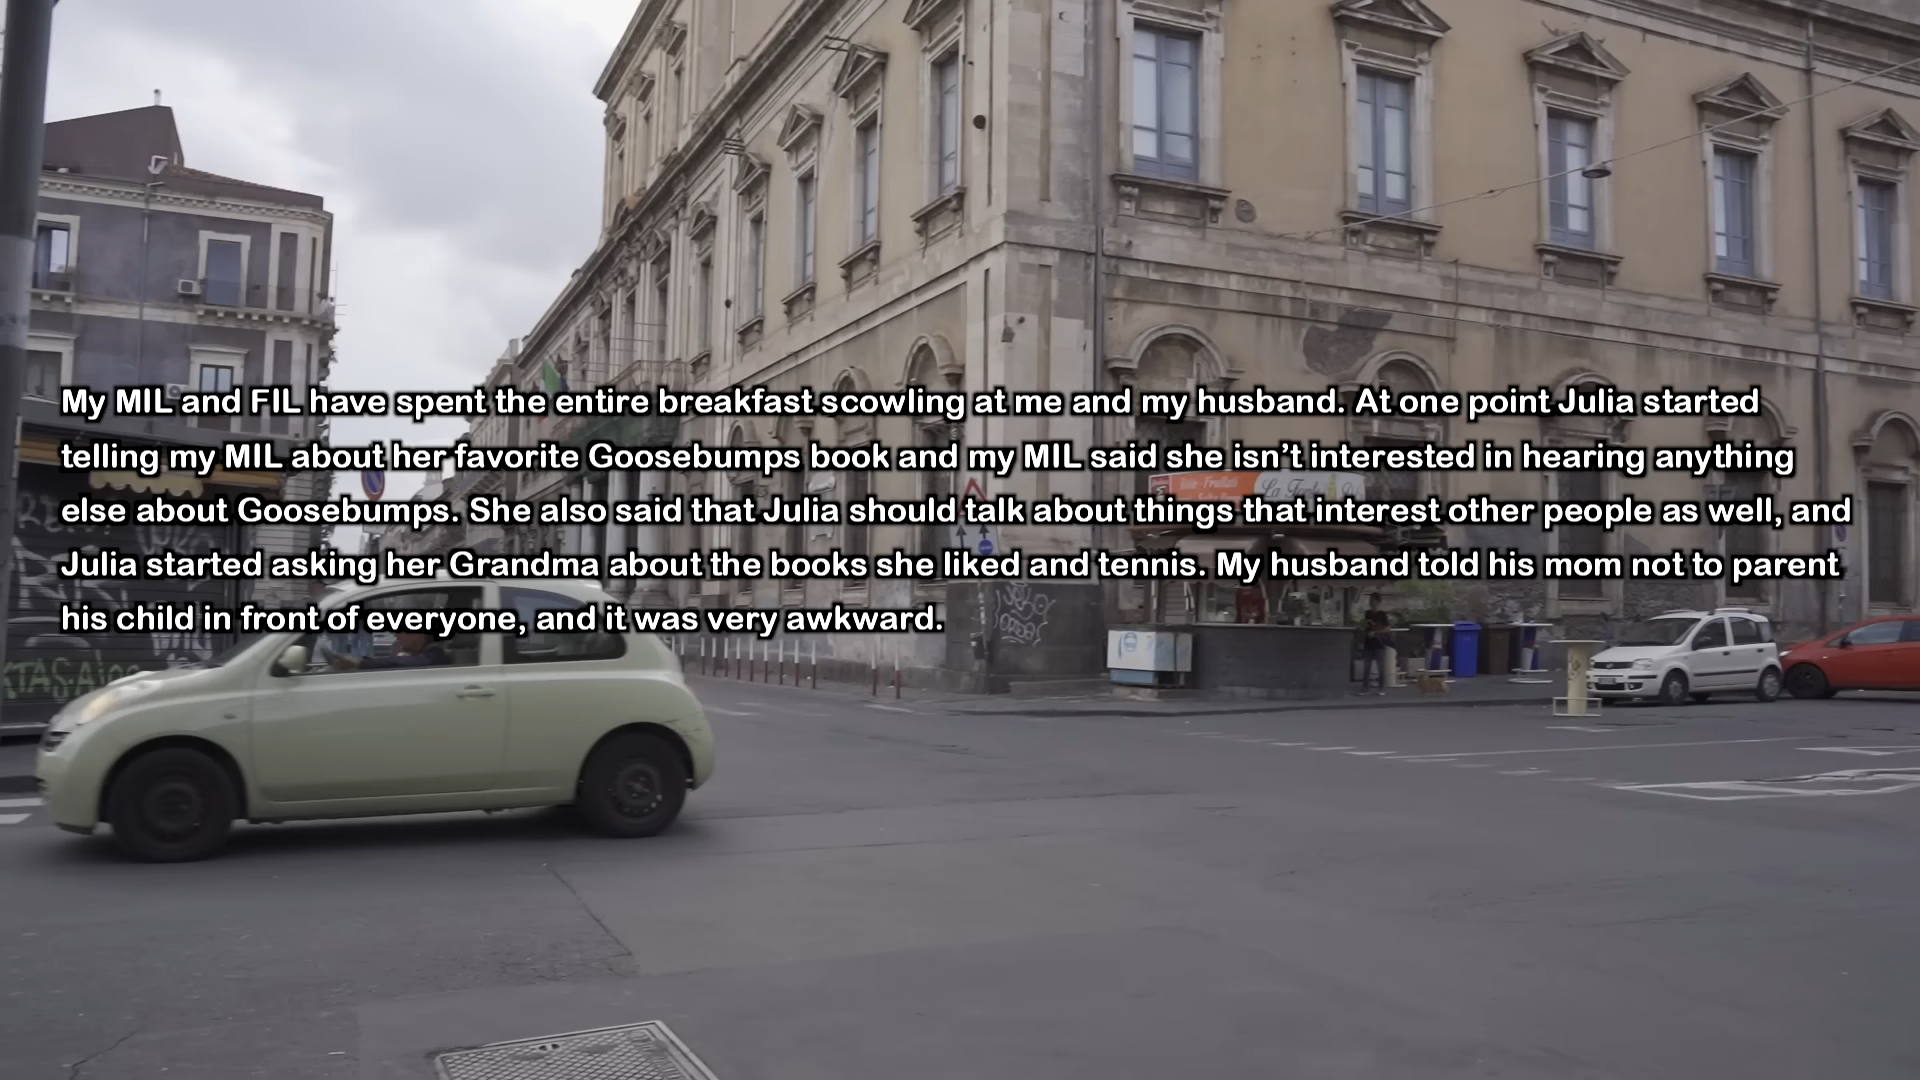 My MIL and FIL have spent the entire breakfast scowling at me and my husband. At one point Julia started
telling my MIL about her favorite Goosebumps book and my MIL said she isn’t interested in hearing anything
else about Goosebumps. She also said that Julia should talk about things that interest other people as well, and
Julia started asking her Grandma about the books she liked and tennis. My husband told his mom not to parent
his child in front of everyone, and it was very awkward.